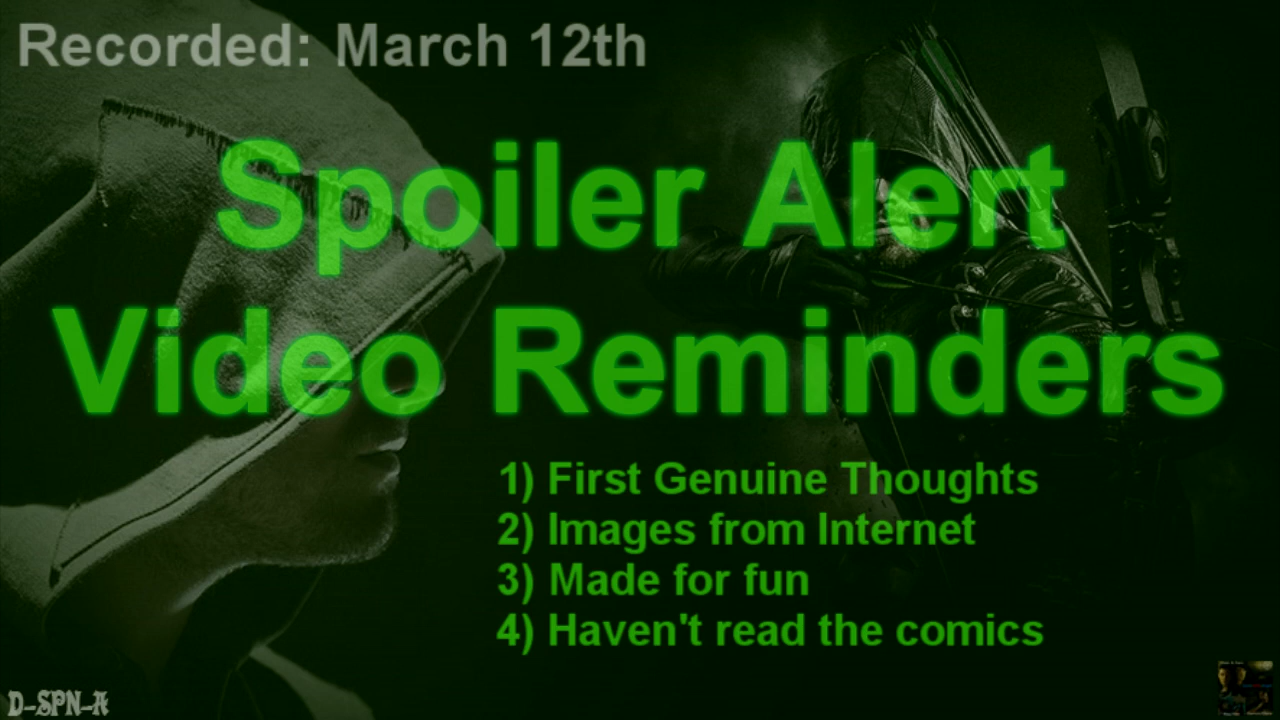 Recorded: March 12th
Spoiler Alert
Video Reminders
1) First Genuine Thoughts
2) Images from Internet
3) Made for fun
4) Haven't read the comics
D-SPN-A